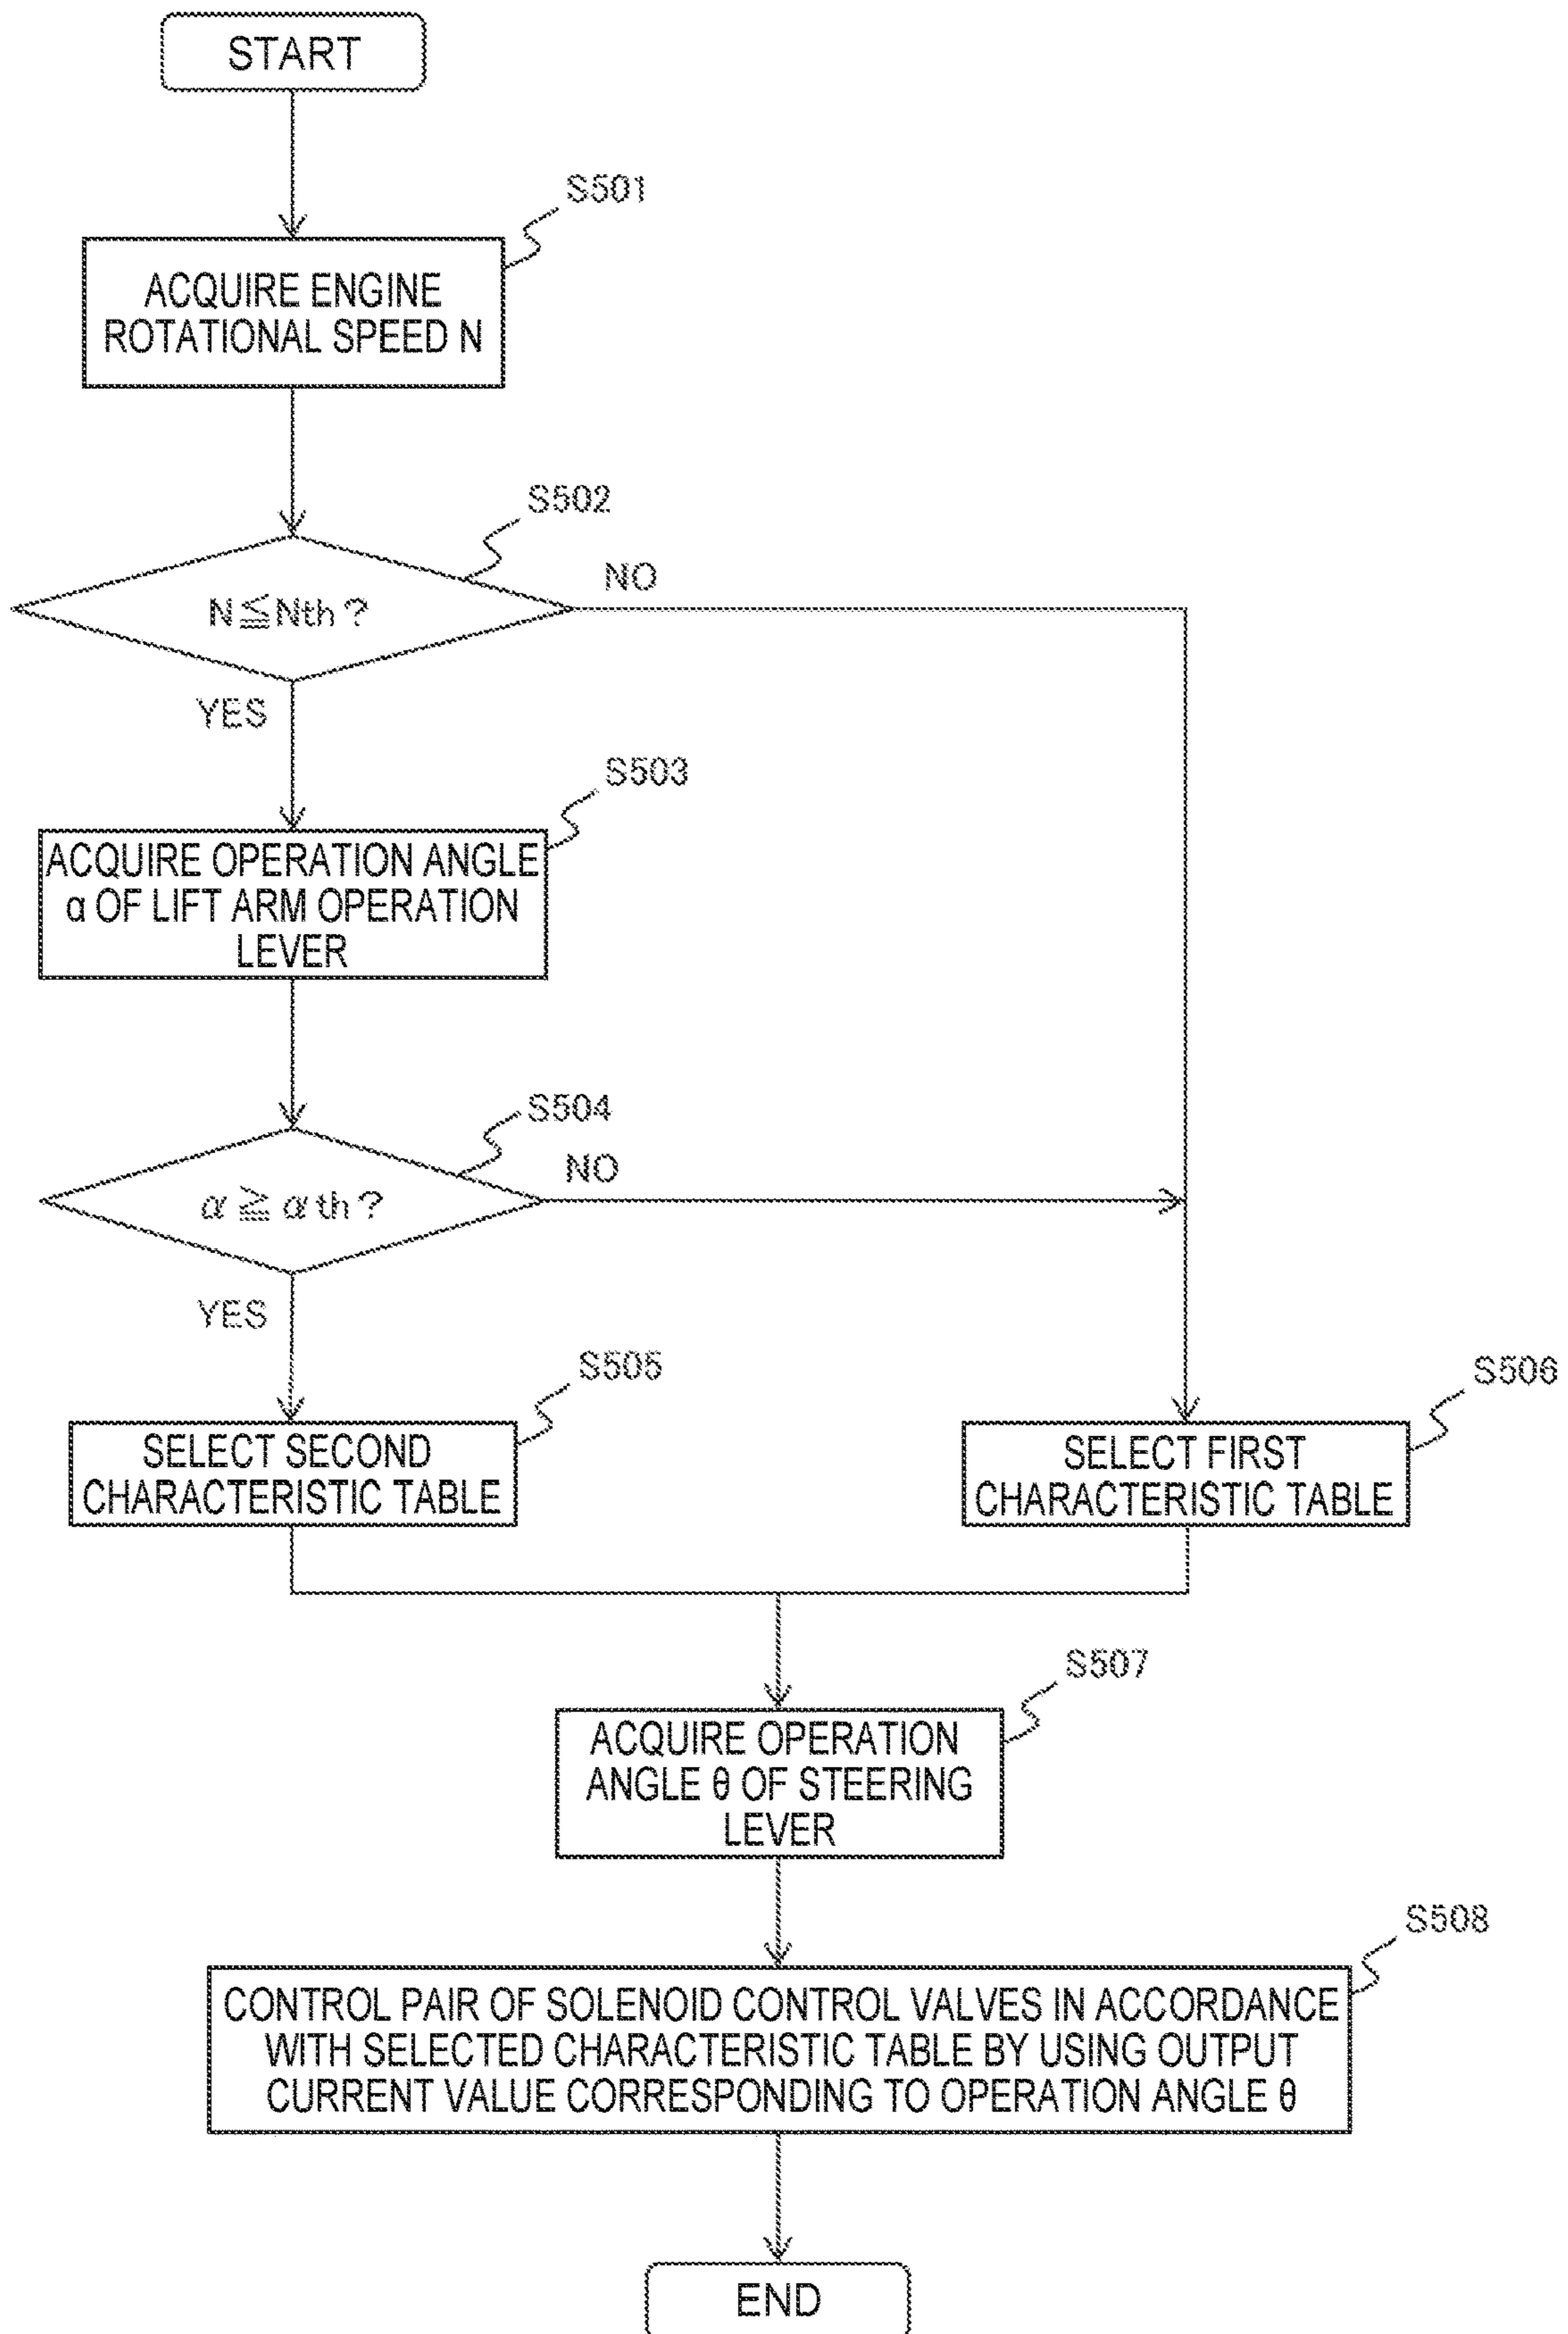 START
S501
ACQUIRE ENGINE
ROTATIONAL SPEED N
S502
N≦Nth ?
NO
YES
S503
ACQUIRE OPERATION ANGLE
α OF LIFT ARM OPERATION
LEVER
S504
α ≧ α th ?
NO
YES
S505
SELECT SECOND
CHARACTERISTIC TABLE
S506
SELECT FIRST
CHARACTERISTIC TABLE
S507
ACQUIRE OPERATION
ANGLE θ OF STEERING
LEVER
S508
CONTROL PAIR OF SOLENOID CONTROL VALVES IN ACCORDANCE
WITH SELECTED CHARACTERISTIC TABLE BY USING OUTPUT
CURRENT VALUE CORRESPONDING TO OPERATION ANGLE θ
END